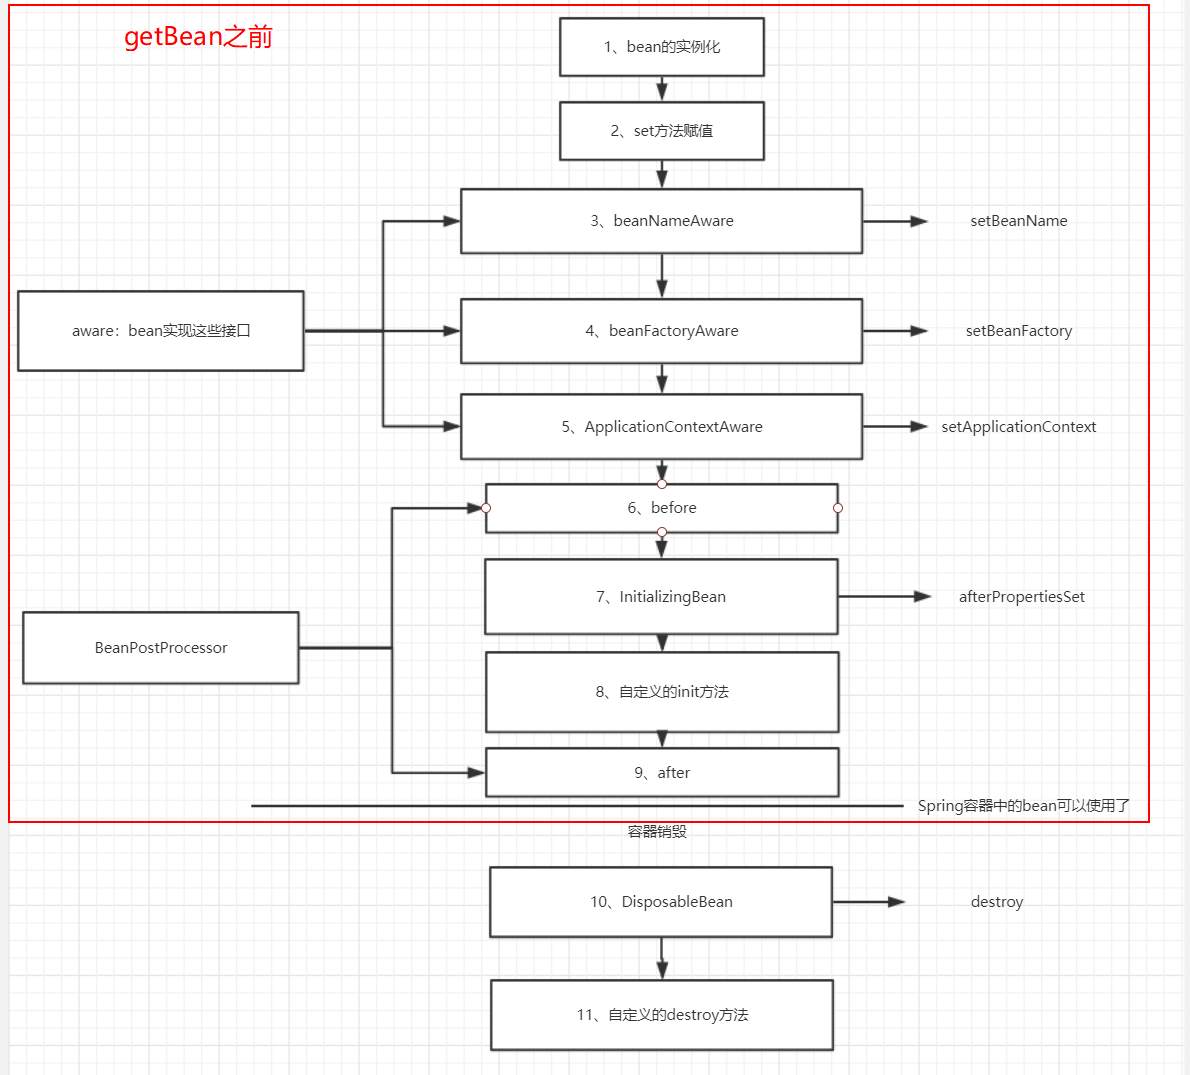 getBean之前
1、bean的实例化
2、set方法赋值
3、beanNameAware
setBeanName
aware：bean实现这些接口
4、beanFactoryAware
setBeanFactory
5、ApplicationContextAware
setApplicationContext
6、before
7、InitializingBean
afterPropertiesSet
BeanPostProcessor
8、自定义的init方法
9、after
Spring容器中的bean可以使用了
容器销毁
10、DisposableBean
destroy
11、自定义的destroy方法